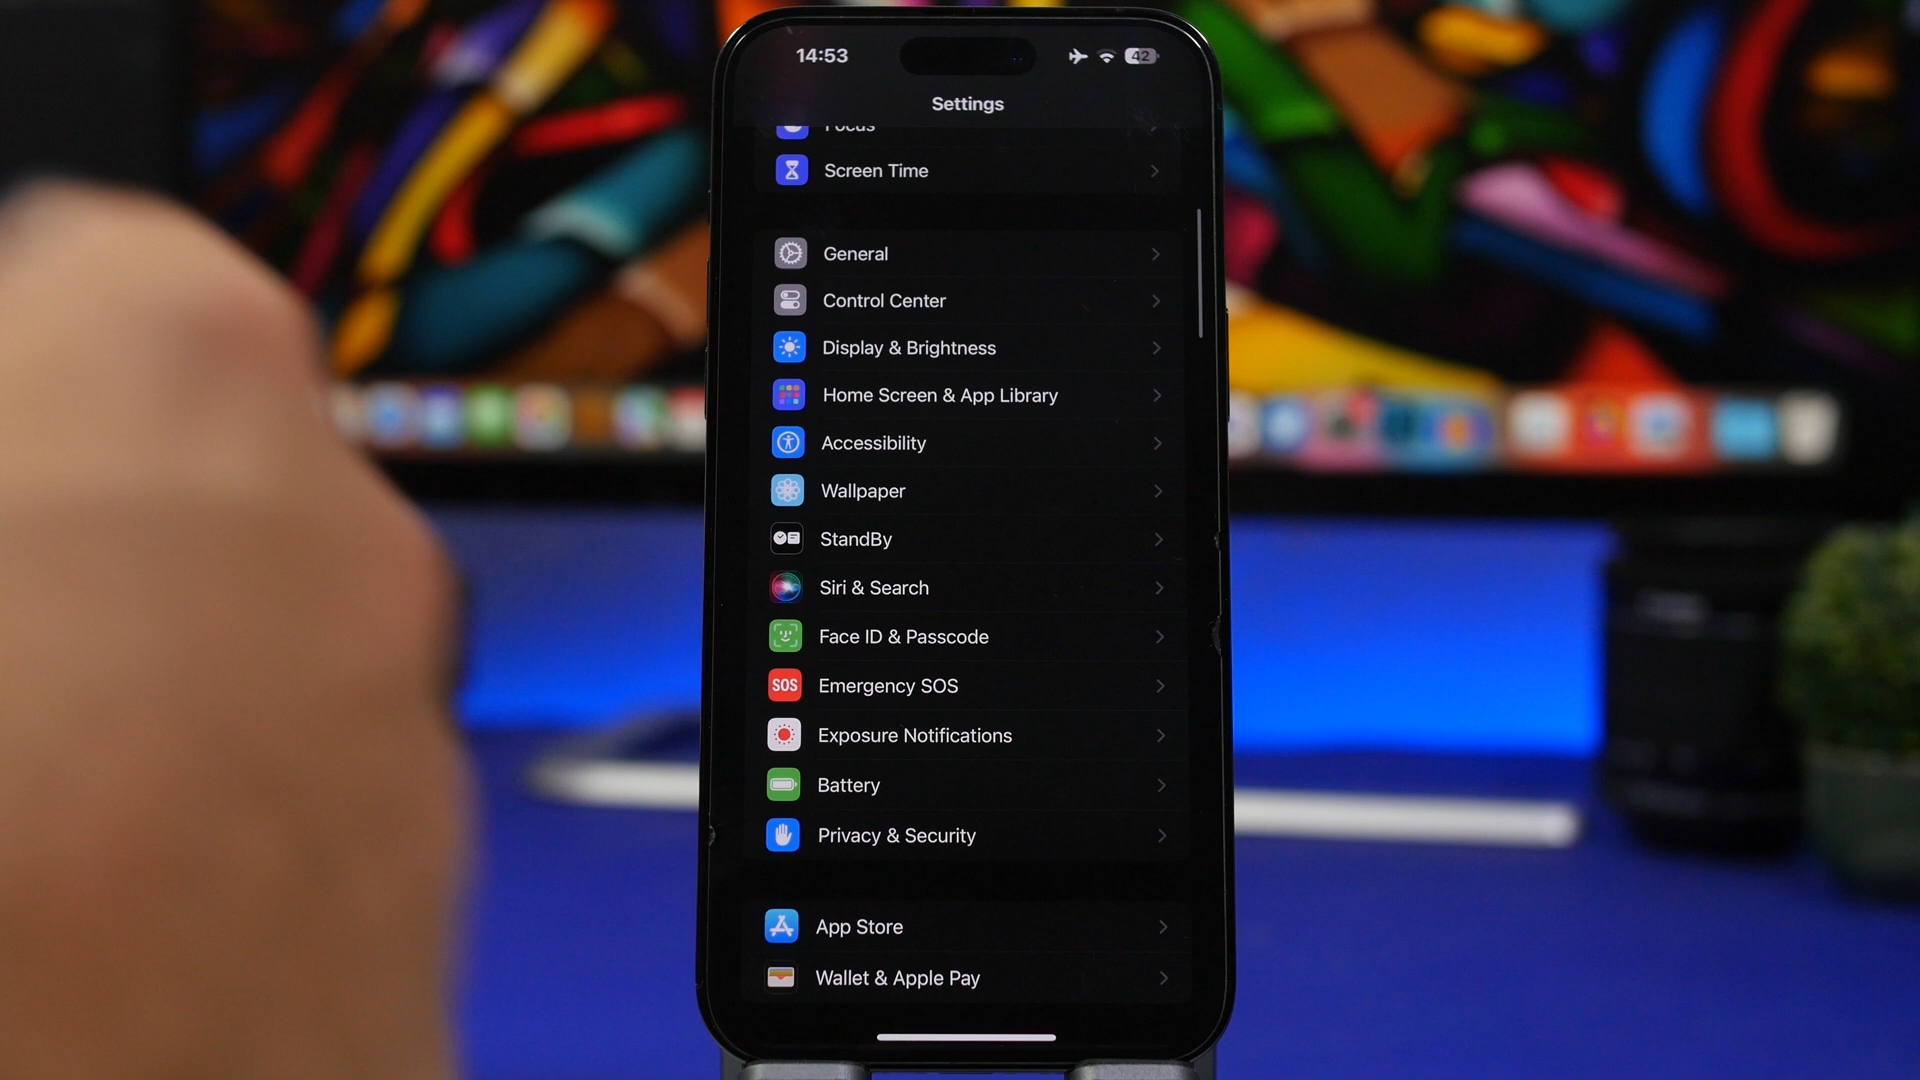 14:53
42
Settings
Focus
Screen Time
General
Control Center
Display & Brightness
Home Screen & App Library
Accessibility
Wallpaper
StandBy
Siri & Search
Face ID & Passcode
SOS Emergency SOS
Exposure Notifications
Battery
Privacy & Security
App Store
Wallet & Apple Pay